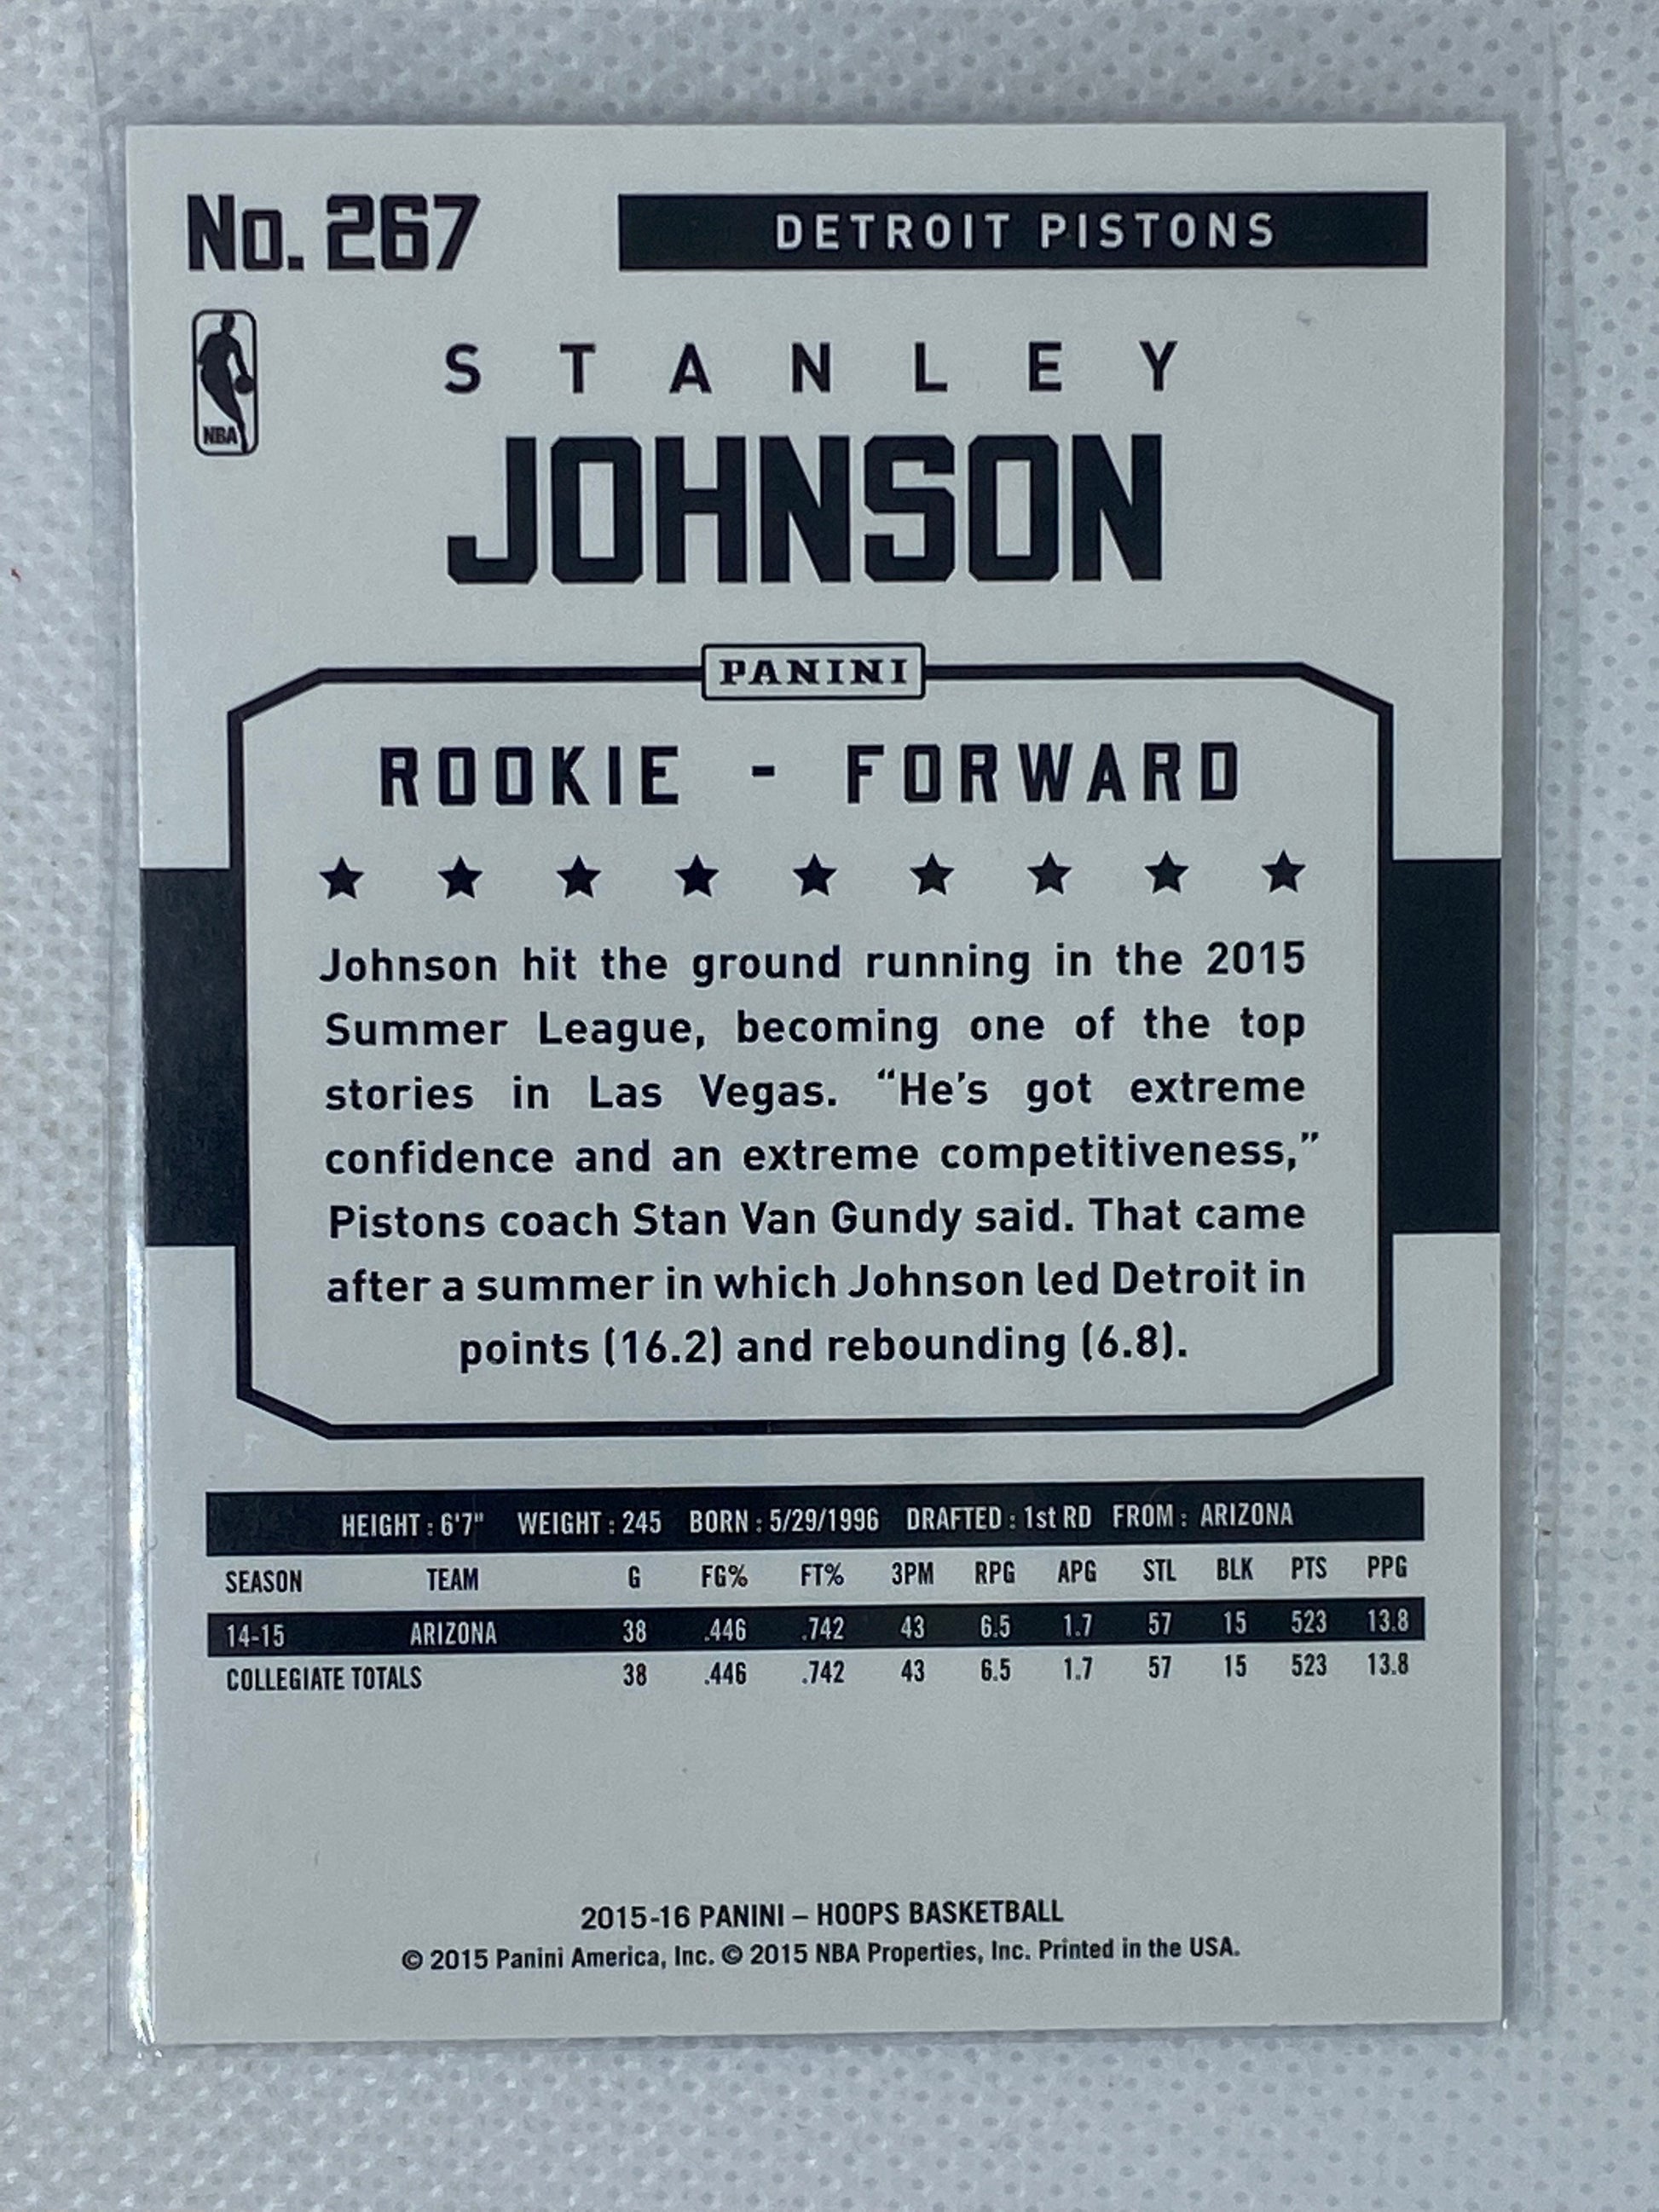 No. 267
DETROIT PISTONS
NBA
STANLEY
JOHNSON
PANINI
ROOKIE - FORWARD
Johnson hit the ground running in the 2015
Summer League, becoming one of the top
stories in Las Vegas. “He’s got extreme
confidence and an extreme competitiveness,”
Pistons coach Stan Van Gundy said. That came
after a summer in which Johnson led Detroit in
points (16.2) and rebounding (6.8).
HEIGHT : 6'7" WEIGHT : 245 BORN : 5/29/1996 DRAFTED : 1st RD FROM : ARIZONA
SEASON TEAM G FG% FT% 3PM RPG APG STL BLK PTS PPG
14-15 ARIZONA 38 .446 .742 43 6.5 1.7 57 15 523 13.8
COLLEGIATE TOTALS 38 .446 .742 43 6.5 1.7 57 15 523 13.8
2015-16 PANINI – HOOPS BASKETBALL
© 2015 Panini America, Inc. © 2015 NBA Properties, Inc. Printed in the USA.